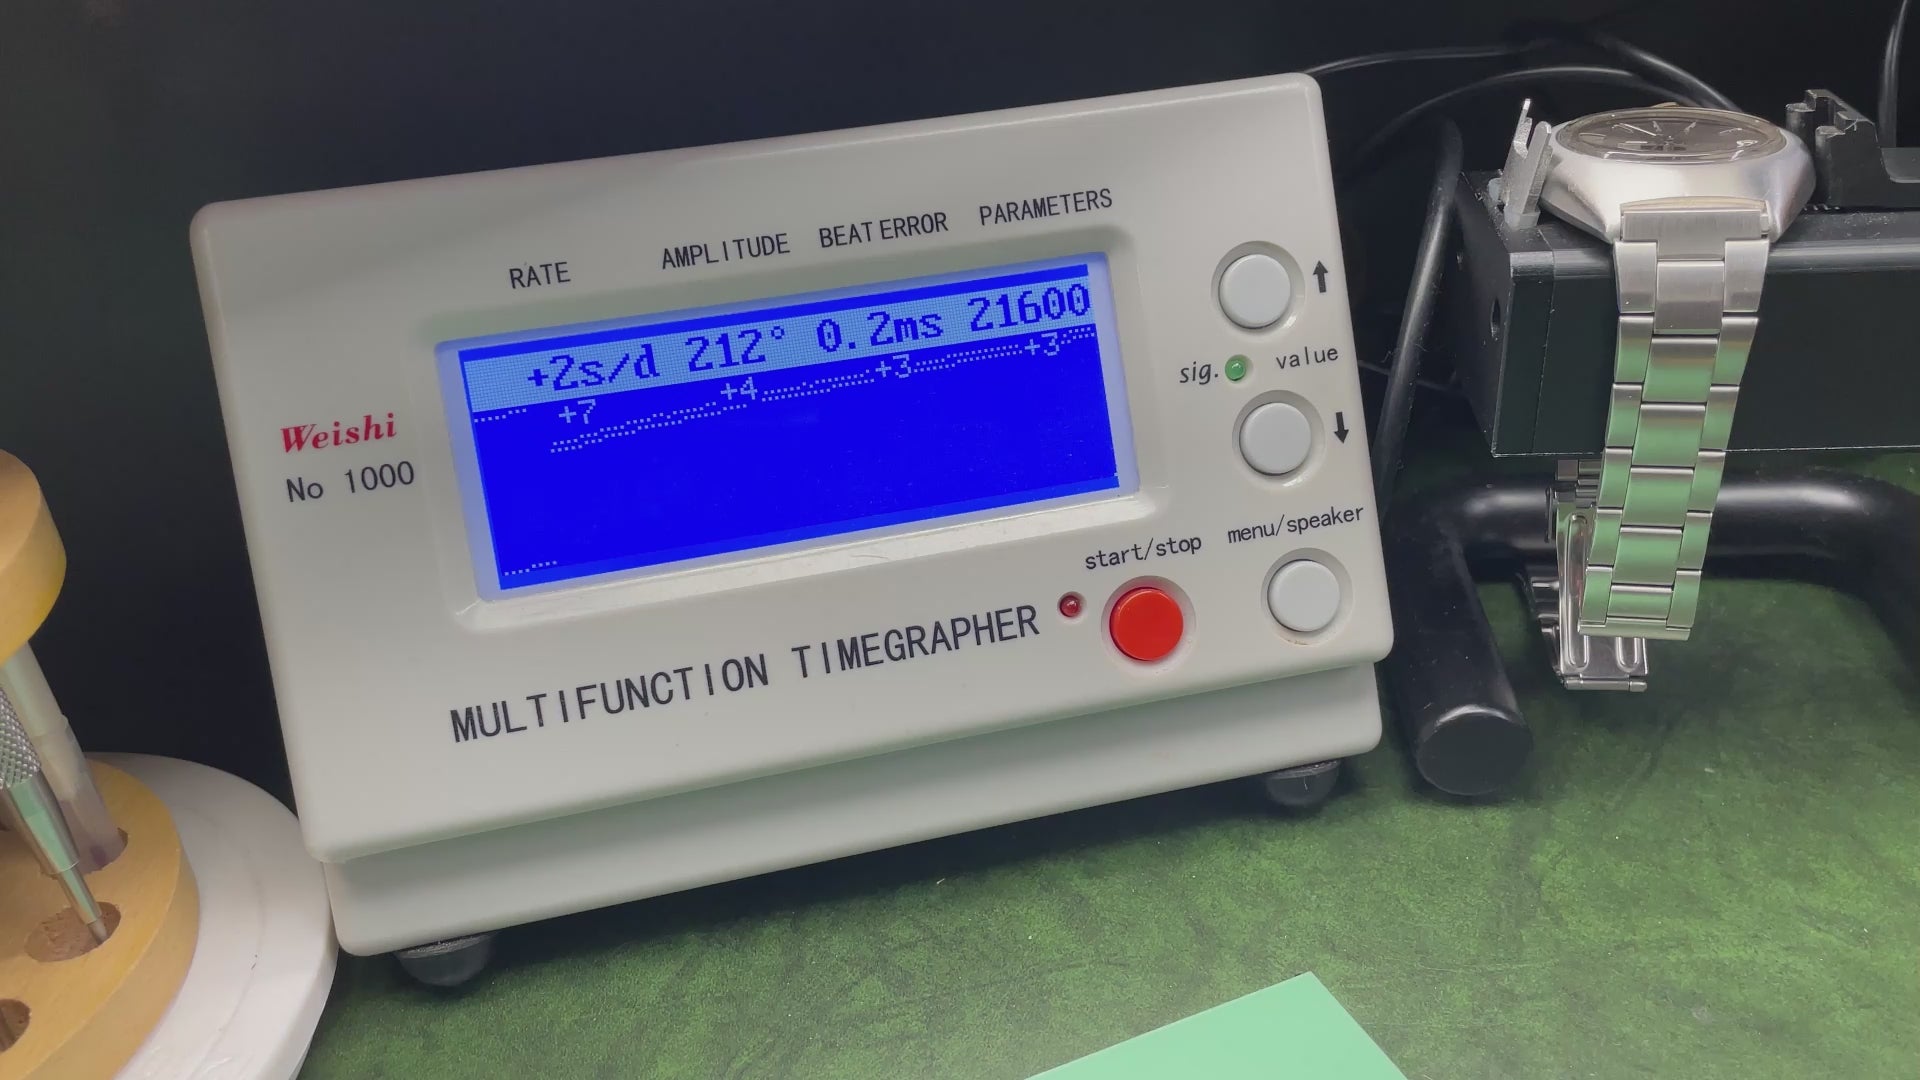 RATE AMPLITUDE BEAT ERROR PARAMETERS
+2s/d 212° 0.2ms 21600
+7 +4 +3 +3
Weishi
No 1000
sig. value
start/stop menu/speaker
MULTIFUNCTION TIMEGRAPHER